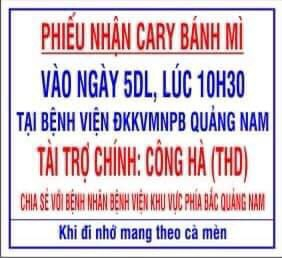 PHIẾU NHẬN CARY BÁNH MÌ
VÀO NGÀY 5DL, LÚC 10H30
TẠI BỆNH VIỆN ĐKKVMNPB QUẢNG NAM
TÀI TRỢ CHÍNH: CÔNG HÀ (THD)
CHIA SẺ VỚI BỆNH NHÂN BỆNH VIỆN KHU VỰC PHÍA BẮC QUẢNG NAM
Khi đi nhớ mang theo cà mèn